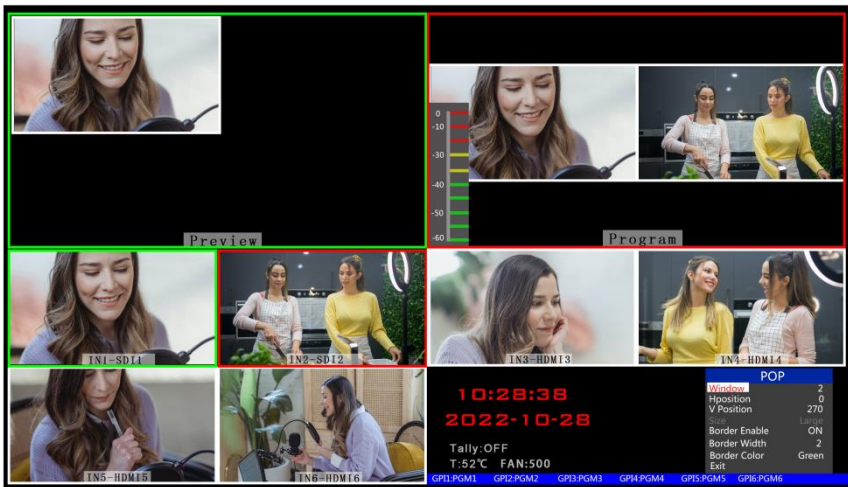 Preview
0
-10
-30
-40
-50
-60
Program
IN1-SDI1
IN2-SDI2
IN3-HDMI3
IN4-HDMI4
IN5-HDMI5
IN6-HDMI6
10:28:38
2022-10-28
Tally:OFF
T:52℃ FAN:500
POP
Window 2
Hposition 0
V Position 270
Size Large
Border Enable ON
Border Width 2
Border Color Green
Exit
GPI1:PGM1 GPI2:PGM2 GPI3:PGM3 GPI4:PGM4 GPI5:PGM5 GPI6:PGM6